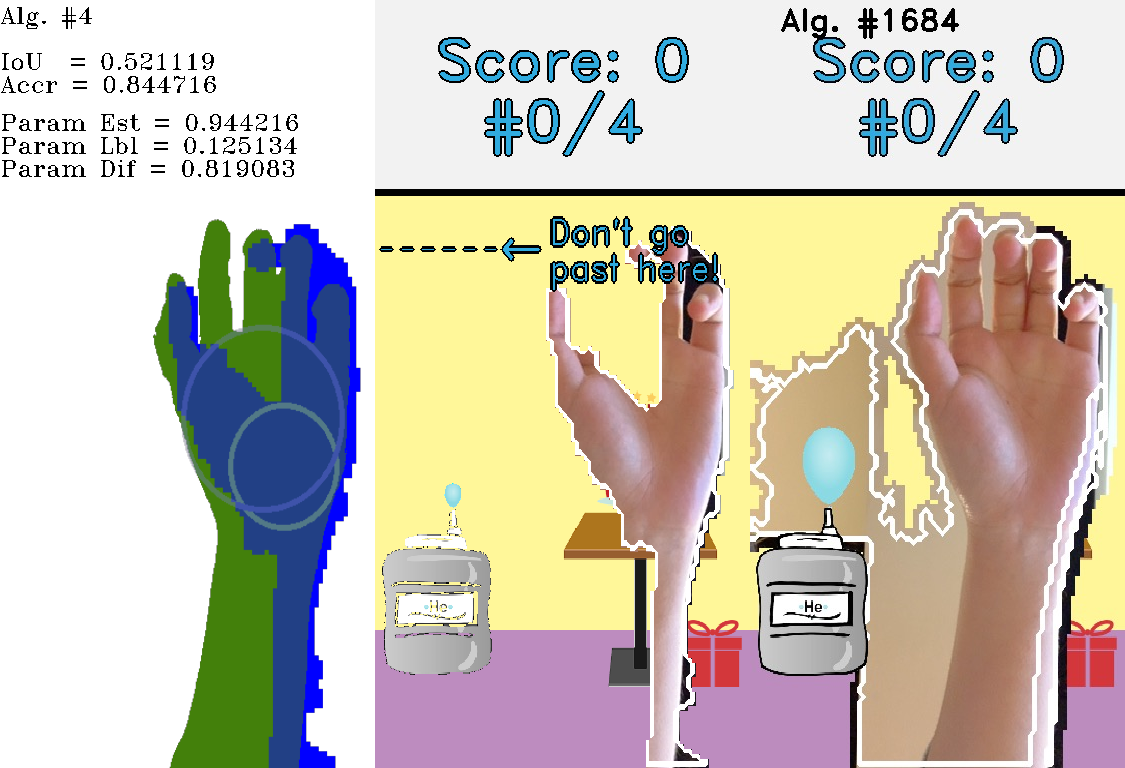 Alg. #4
IoU = 0.521119
Accr = 0.844716
Param Est = 0.944216
Param Lbl = 0.125134
Param Dif = 0.819083
Score: 0
#0/4
Don't go
past here!
He
Alg. #1684
Score: 0
#0/4
He